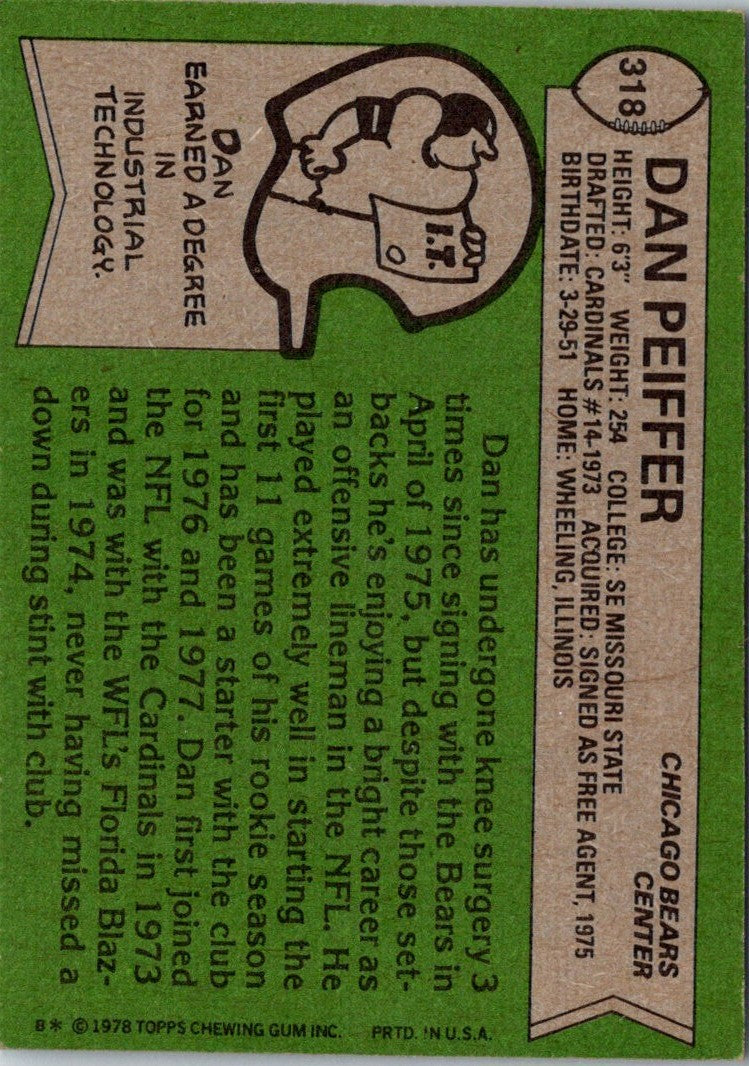 318
DAN PEIFFER
CHICAGO BEARS
CENTER
HEIGHT: 6'3" WEIGHT: 254 COLLEGE: SE MISSOURI STATE
DRAFTED: CARDINALS #14-1973 ACQUIRED: SIGNED AS FREE AGENT, 1975
BIRTHDATE: 3-29-51 HOME: WHEELING, ILLINOIS
I.T.
DAN
EARNED A DEGREE
IN
INDUSTRIAL
TECHNOLOGY.
Dan has undergone knee surgery 3
times since signing with the Bears in
April of 1975, but despite those set-
backs he's enjoying a bright career as
an offensive lineman in the NFL. He
played extremely well in starting the
first 11 games of his rookie season
and has been a starter with the club
for 1976 and 1977. Dan first joined
the NFL with the Cardinals in 1973
and was with the WFL's Florida Blaz-
ers in 1974, never having missed a
down during stint with club.
B* © 1978 TOPPS CHEWING GUM INC. PRTD. IN U.S.A.